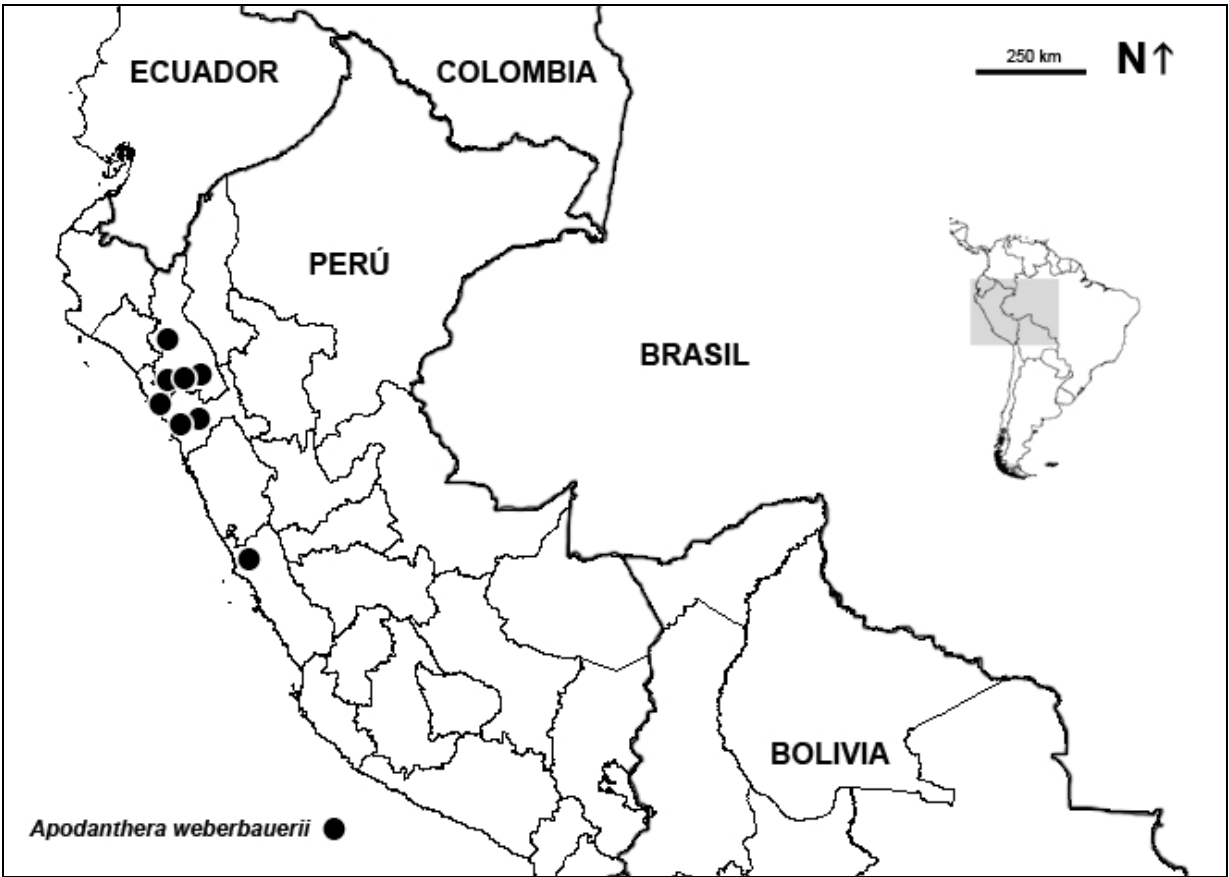 ECUADOR
COLOMBIA
250 km
N↑
PERÚ
BRASIL
BOLIVIA
Apodanthera weberbauerii